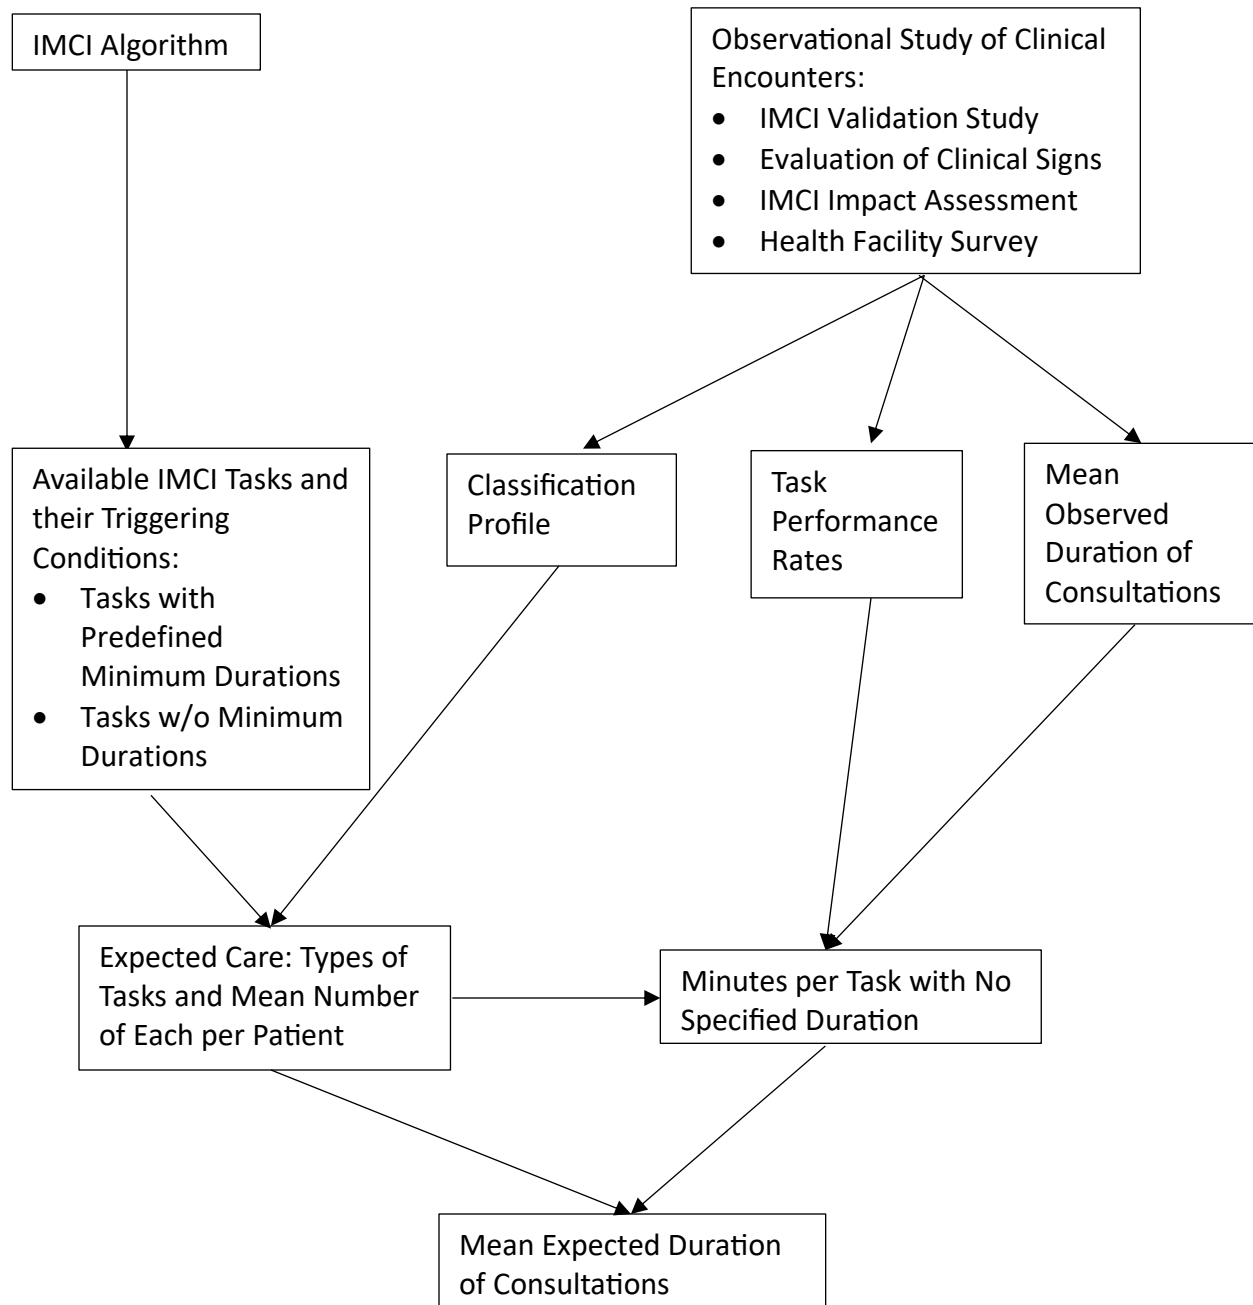 IMCI Algorithm
Observational Study of Clinical
Encounters:
• IMCI Validation Study
• Evaluation of Clinical Signs
• IMCI Impact Assessment
• Health Facility Survey
Available IMCI Tasks and
their Triggering
Conditions:
• Tasks with
Predefined
Minimum Durations
• Tasks w/o Minimum
Durations
Classification
Profile
Task
Performance
Rates
Mean
Observed
Duration of
Consultations
Expected Care: Types of
Tasks and Mean Number
of Each per Patient
Minutes per Task with No
Specified Duration
Mean Expected Duration
of Consultations